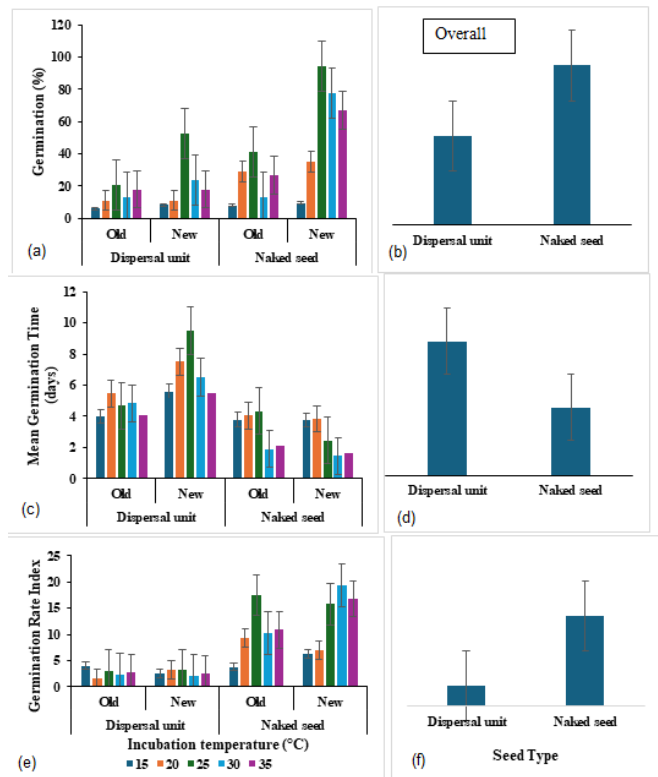 120
100
80
60
40
20
0
Germination (%)
Old New Old New
Dispersal unit Naked seed
(a)
Overall
Dispersal unit Naked seed
(b)
12
10
8
6
4
2
0
Mean Germination Time
(days)
Old New Old New
Dispersal unit Naked seed
(c)
Dispersal unit Naked seed
(d)
25
20
15
10
5
0
Germination Rate Index
Old New Old New
Dispersal unit Naked seed
Incubation temperature (°C)
(e)
15 20 25 30 35
Dispersal unit Naked seed
(f)
Seed Type